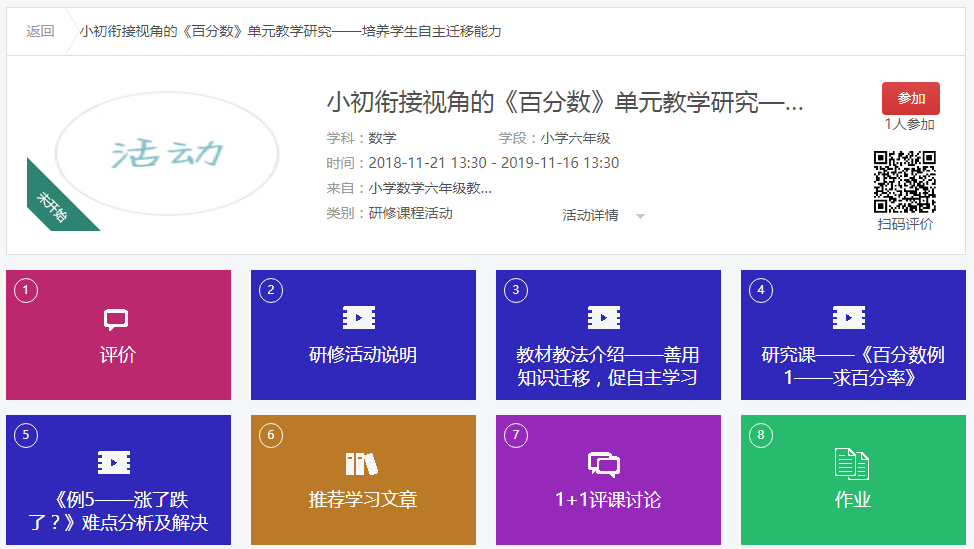 返回
小初衔接视角的《百分数》单元教学研究——培养学生自主迁移能力
活动
未开始
小初衔接视角的《百分数》单元教学研究—...
学科：数学
学段：小学六年级
时间：2018-11-21 13:30 - 2019-11-16 13:30
来自：小学数学六年级教...
类别：研修课程活动
活动详情
参加
1人参加
扫码评价
1
评价
2
研修活动说明
3
教材教法介绍——善用
知识迁移，促自主学习
4
研究课——《百分数例
1——求百分率》
5
《例5——涨了跌
了？》难点分析及解决
6
推荐学习文章
7
1+1评课讨论
8
作业